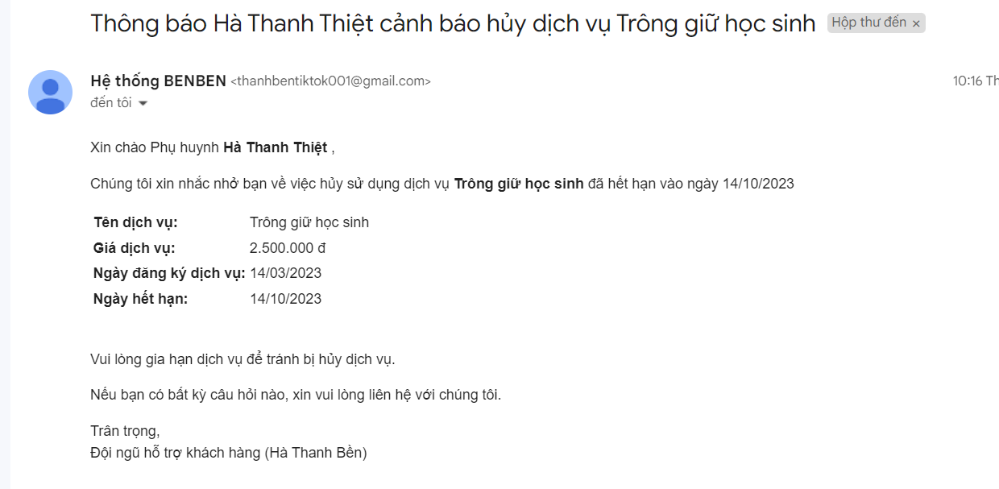 Thông báo Hà Thanh Thiệt cảnh báo hủy dịch vụ Trông giữ học sinh Hộp thư đến ×
Hệ thống BENBEN <thanhbentiktok001@gmail.com> 10:16 Th
đến tôi
Xin chào Phụ huynh Hà Thanh Thiệt ,
Chúng tôi xin nhắc nhở bạn về việc hủy sử dụng dịch vụ Trông giữ học sinh đã hết hạn vào ngày 14/10/2023
Tên dịch vụ: Trông giữ học sinh
Giá dịch vụ: 2.500.000 đ
Ngày đăng ký dịch vụ: 14/03/2023
Ngày hết hạn: 14/10/2023
Vui lòng gia hạn dịch vụ để tránh bị hủy dịch vụ.
Nếu bạn có bất kỳ câu hỏi nào, xin vui lòng liên hệ với chúng tôi.
Trân trọng,
Đội ngũ hỗ trợ khách hàng (Hà Thanh Bền)